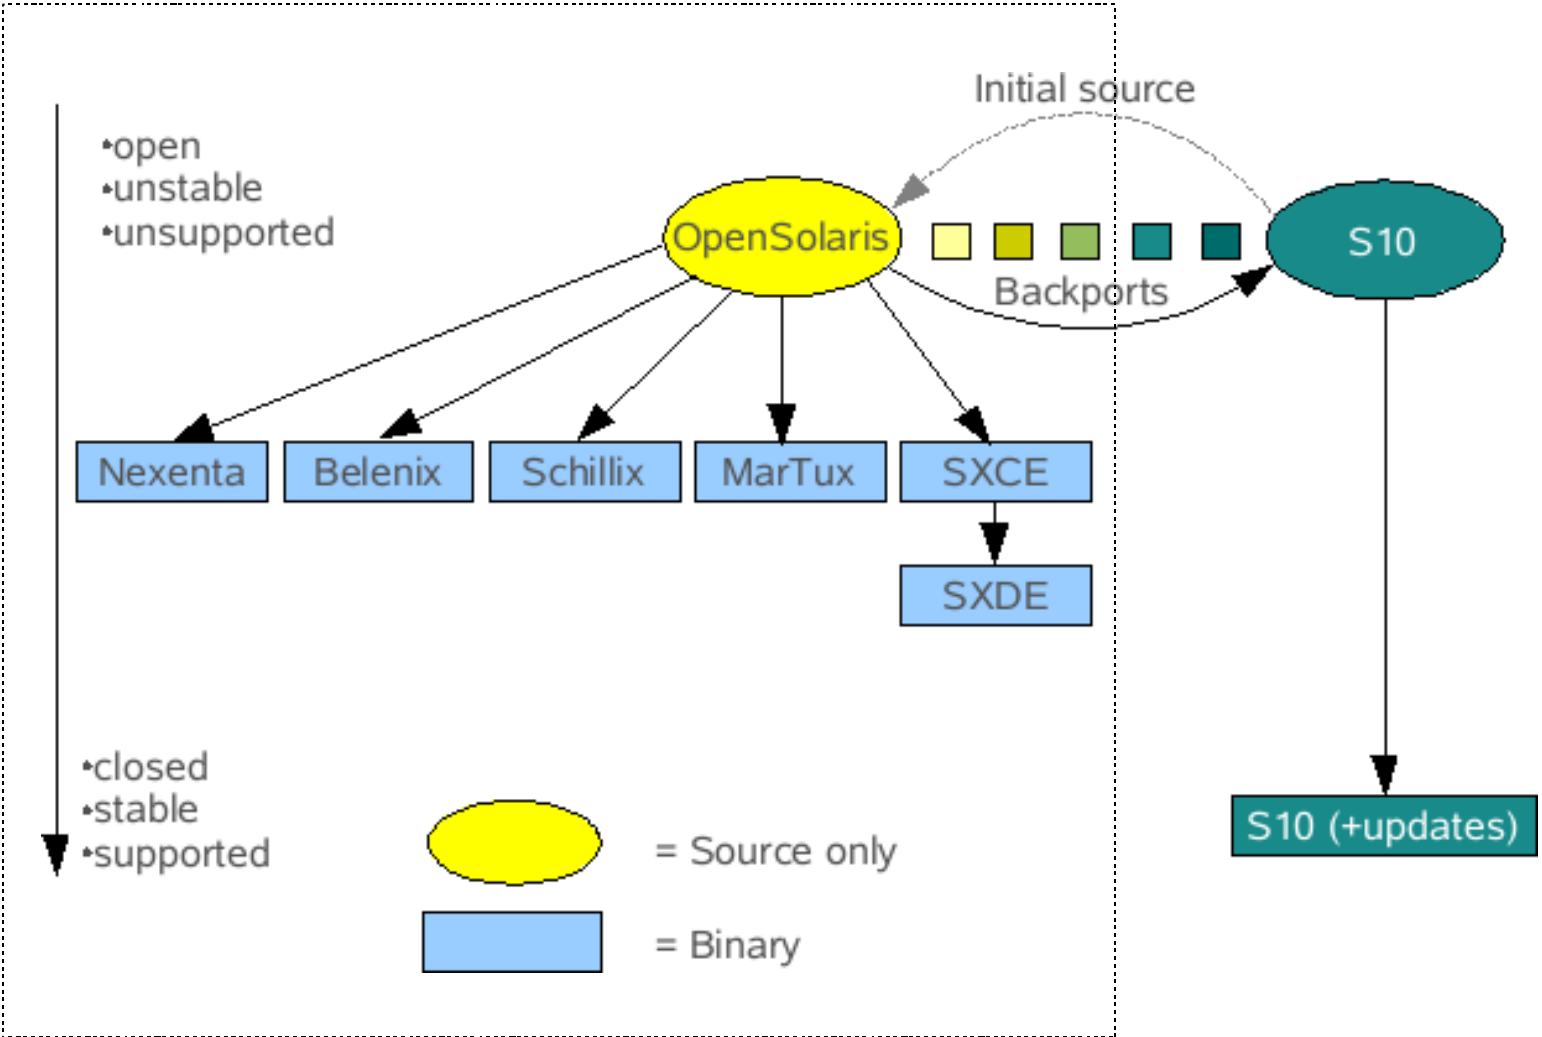 Initial source
•open
•unstable
•unsupported
OpenSolaris
S10
Backports
Nexenta
Belenix
Schillix
MarTux
SXCE
SXDE
•closed
•stable
•supported
S10 (+updates)
= Source only
= Binary